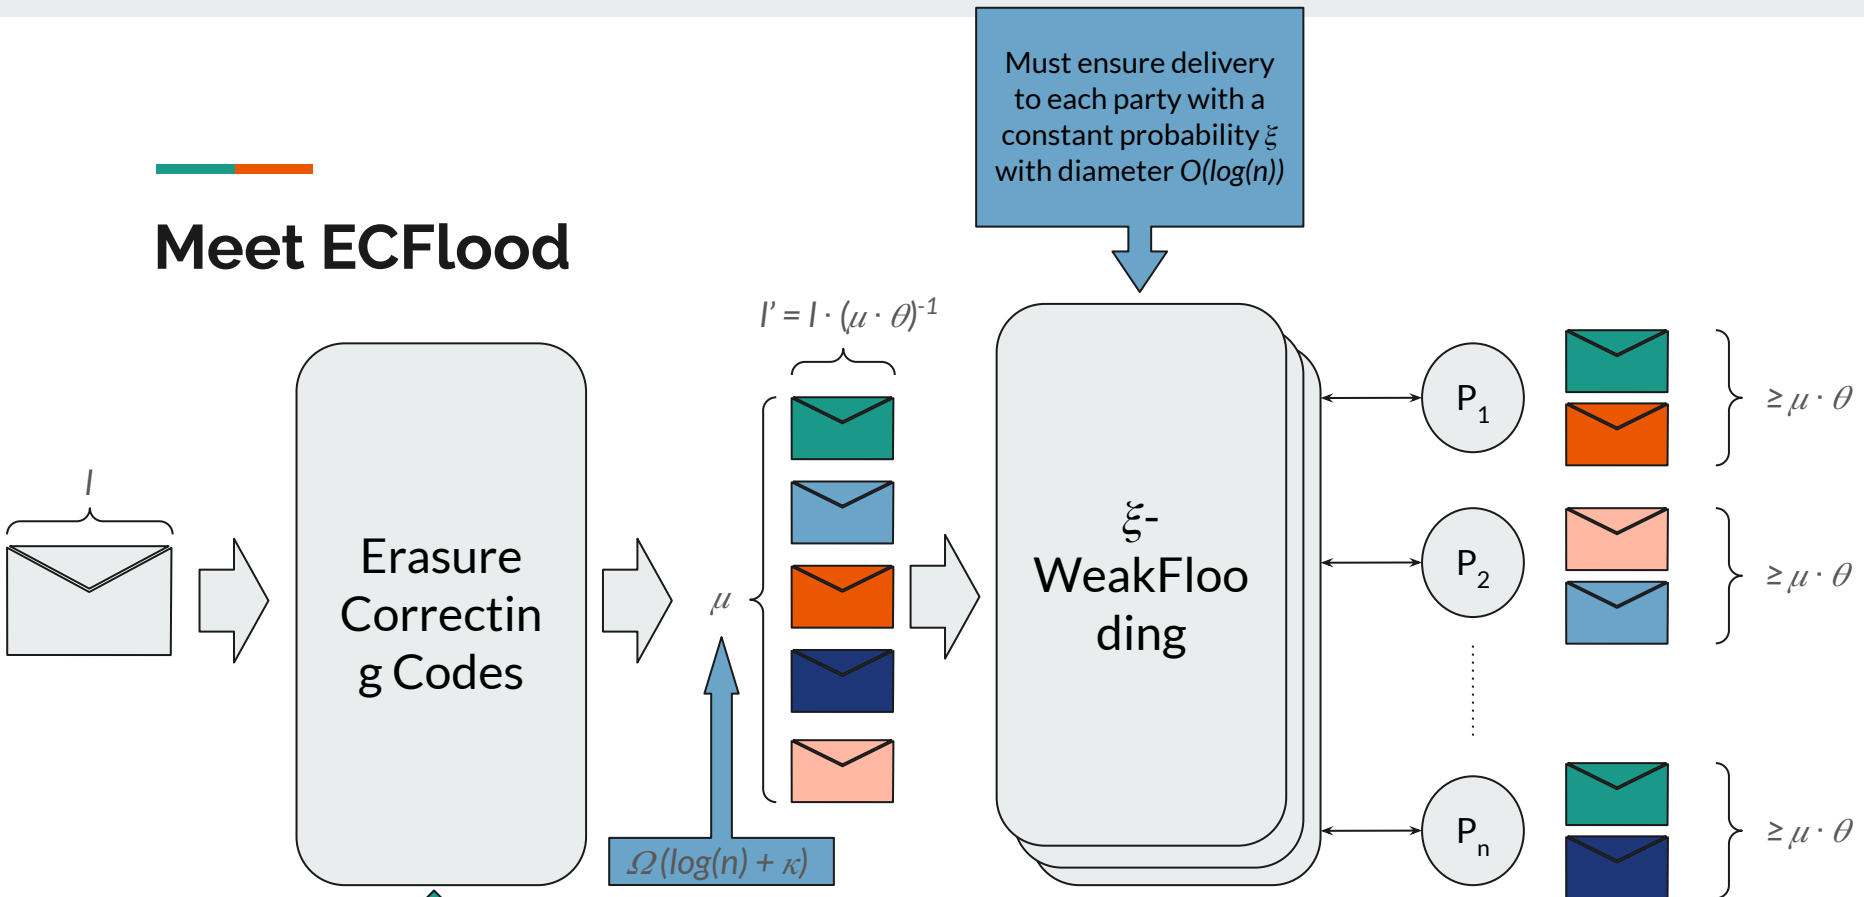 Must ensure delivery
to each party with a
constant probability ξ
with diameter O(log(n))
Meet ECFlood
l' = l · (μ · θ)⁻¹
l
Erasure
Correctin
g Codes
μ
Ω(log(n) + κ)
ξ-
WeakFloo
ding
P₁
≥ μ · θ
P₂
≥ μ · θ
Pₙ
≥ μ · θ